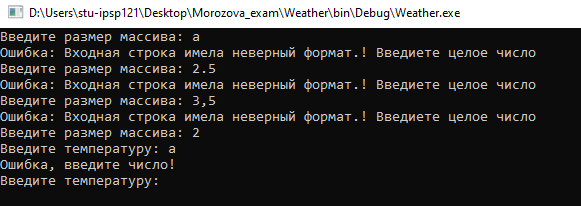 D:\Users\stu-ipsp121\Desktop\Morozova_exam\Weather\bin\Debug\Weather.exe
Введите размер массива: a
Ошибка: Входная строка имела неверный формат.! Введиете целое число
Введите размер массива: 2.5
Ошибка: Входная строка имела неверный формат.! Введиете целое число
Введите размер массива: 3,5
Ошибка: Входная строка имела неверный формат.! Введиете целое число
Введите размер массива: 2
Введите температуру: a
Ошибка, введите число!
Введите температуру: